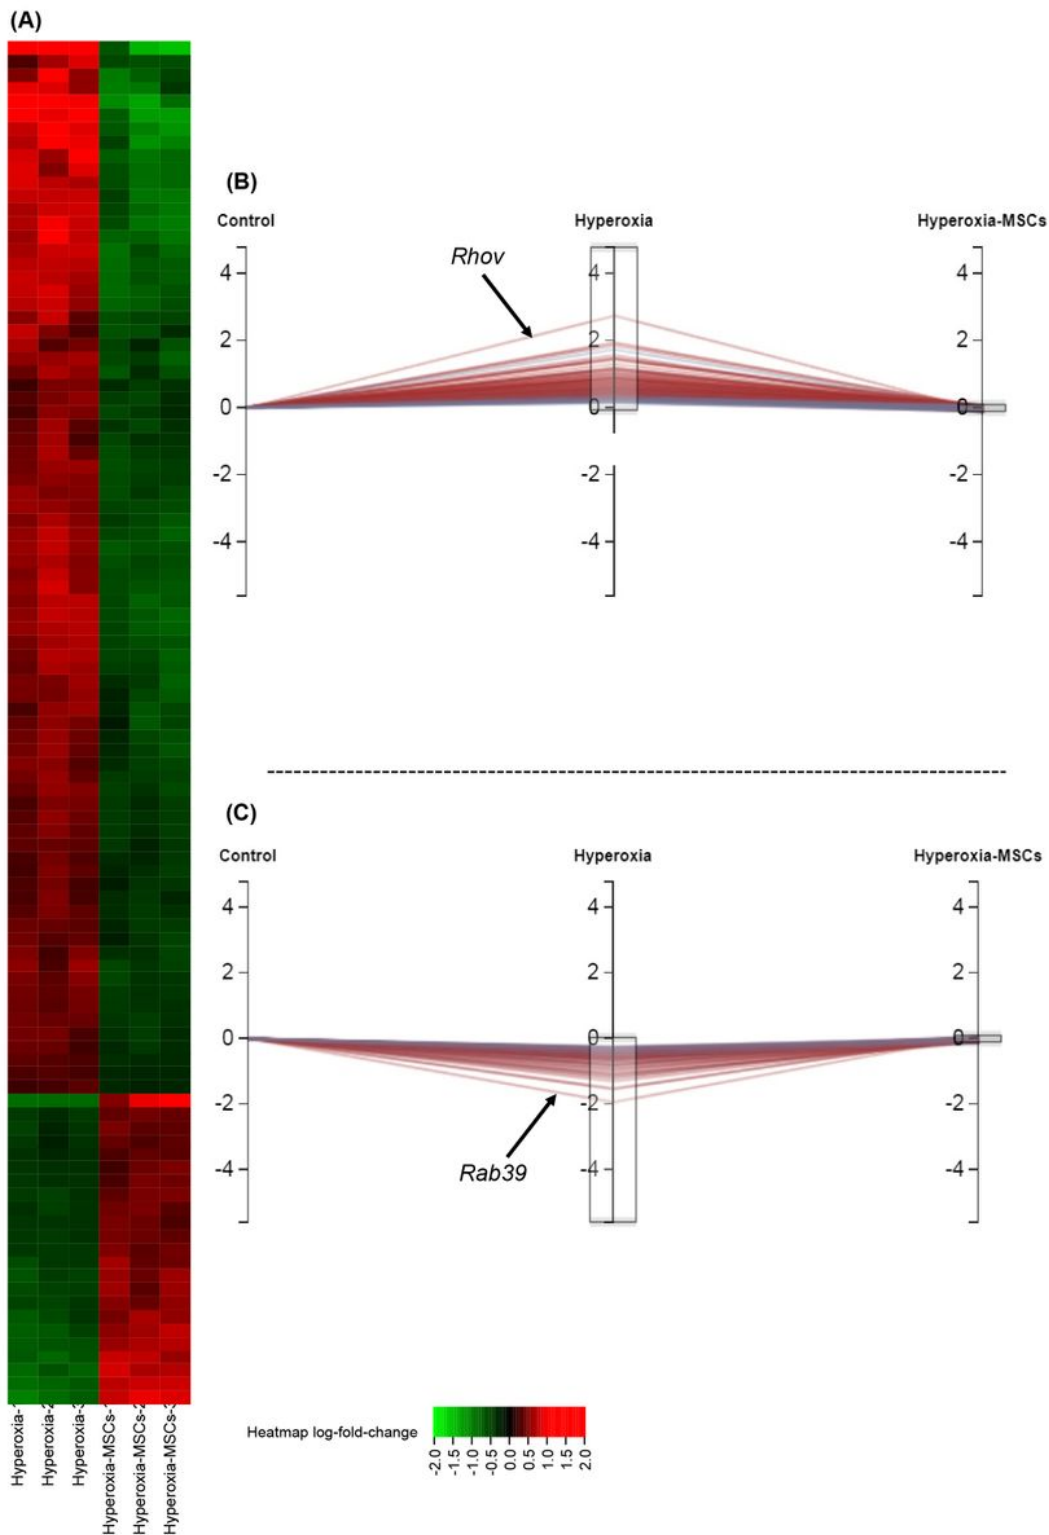 (A)
(B)
Control
Hyperoxia
Hyperoxia-MSCs
Rhov
4
2
0
-2
-4
4
2
0
-2
-4
4
2
0
-2
-4
(C)
Control
Hyperoxia
Hyperoxia-MSCs
4
2
0
-2
-4
4
2
0
-2
-4
4
2
0
-2
-4
Rab39
Hyperoxia-1
Hyperoxia-2
Hyperoxia-3
Hyperoxia-MSCs-1
Hyperoxia-MSCs-2
Hyperoxia-MSCs-3
Heatmap log-fold-change
-2.0
-1.5
-1.0
-0.5
0.0
0.5
1.0
1.5
2.0